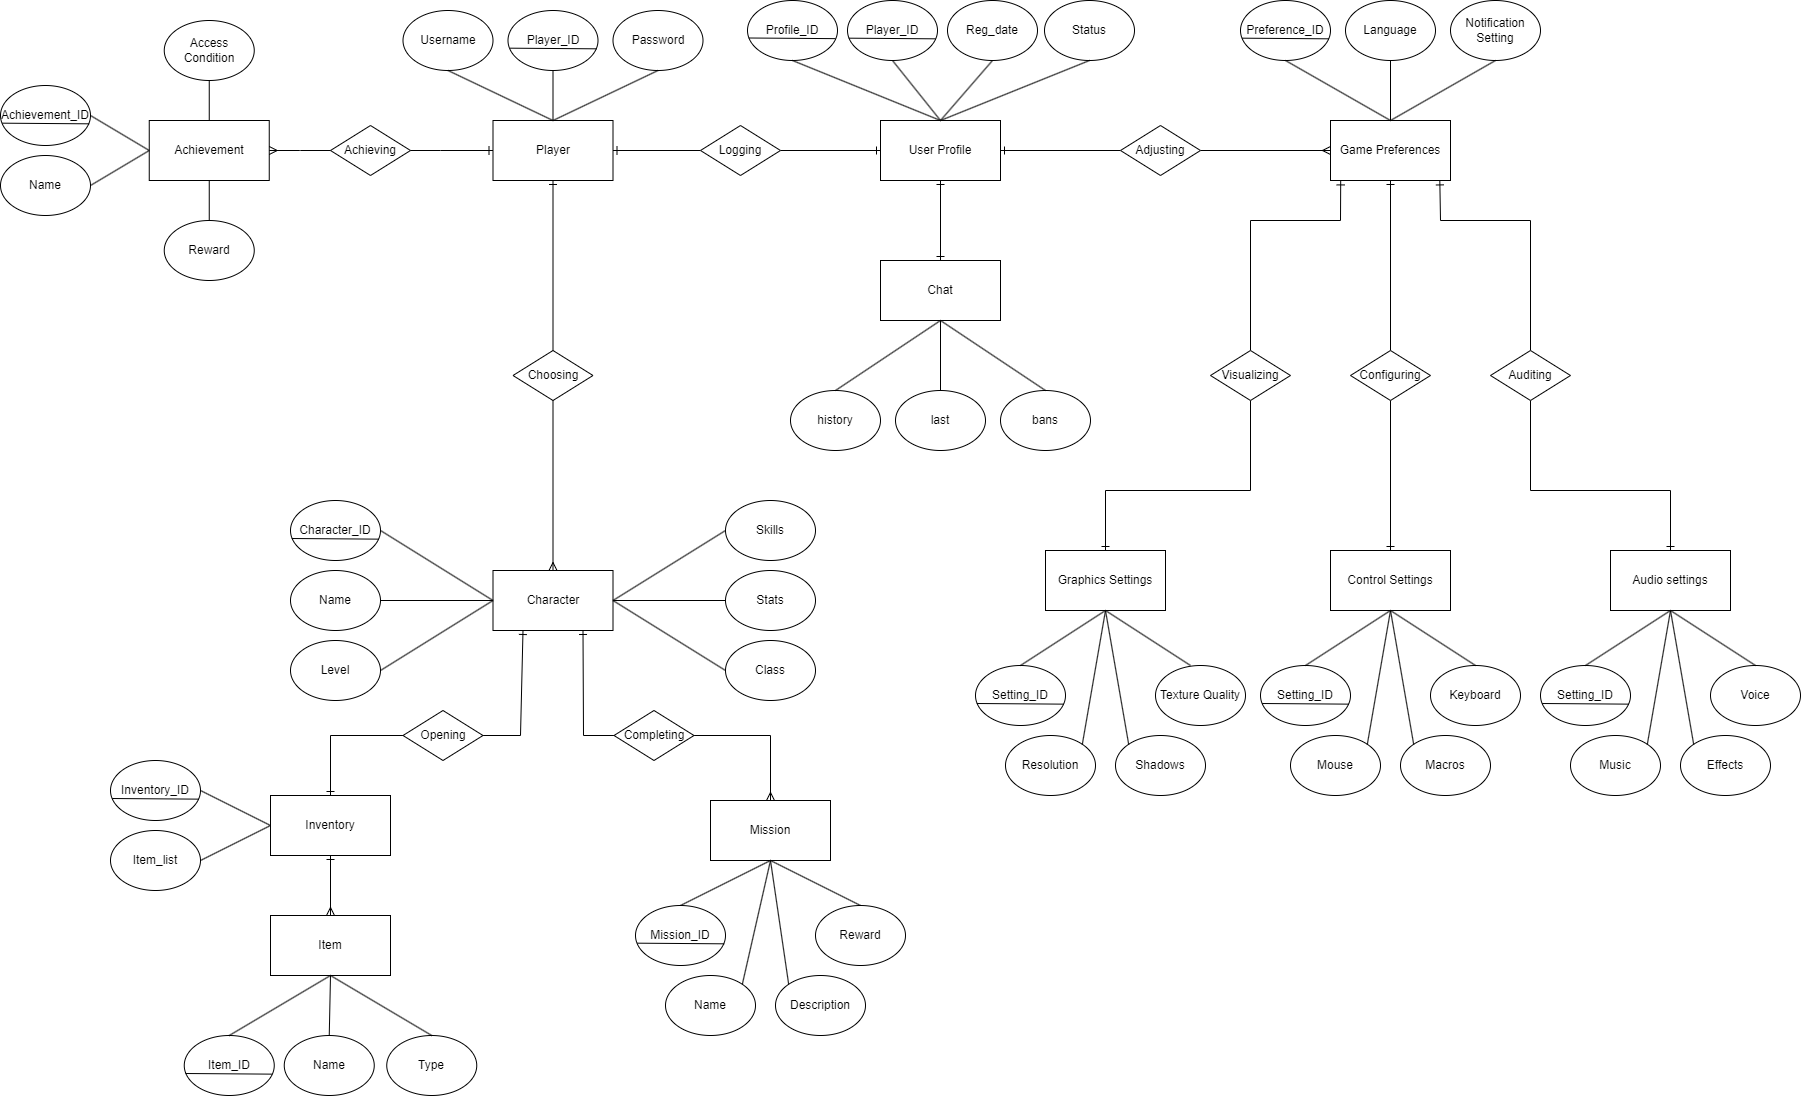 Profile_ID
Player_ID
Reg_date
Status
Preference_ID
Language
Notification
Setting
Access
Condition
Username
Player_ID
Password
Achievement_ID
Achievement
Achieving
Player
Logging
User Profile
Adjusting
Game Preferences
Name
Reward
Chat
Choosing
Visualizing
Configuring
Auditing
history
last
bans
Character_ID
Skills
Name
Character
Stats
Graphics Settings
Control Settings
Audio settings
Level
Class
Setting_ID
Texture Quality
Setting_ID
Keyboard
Setting_ID
Voice
Opening
Completing
Resolution
Shadows
Mouse
Macros
Music
Effects
Inventory_ID
Inventory
Mission
Item_list
Item
Mission_ID
Reward
Name
Description
Item_ID
Name
Type